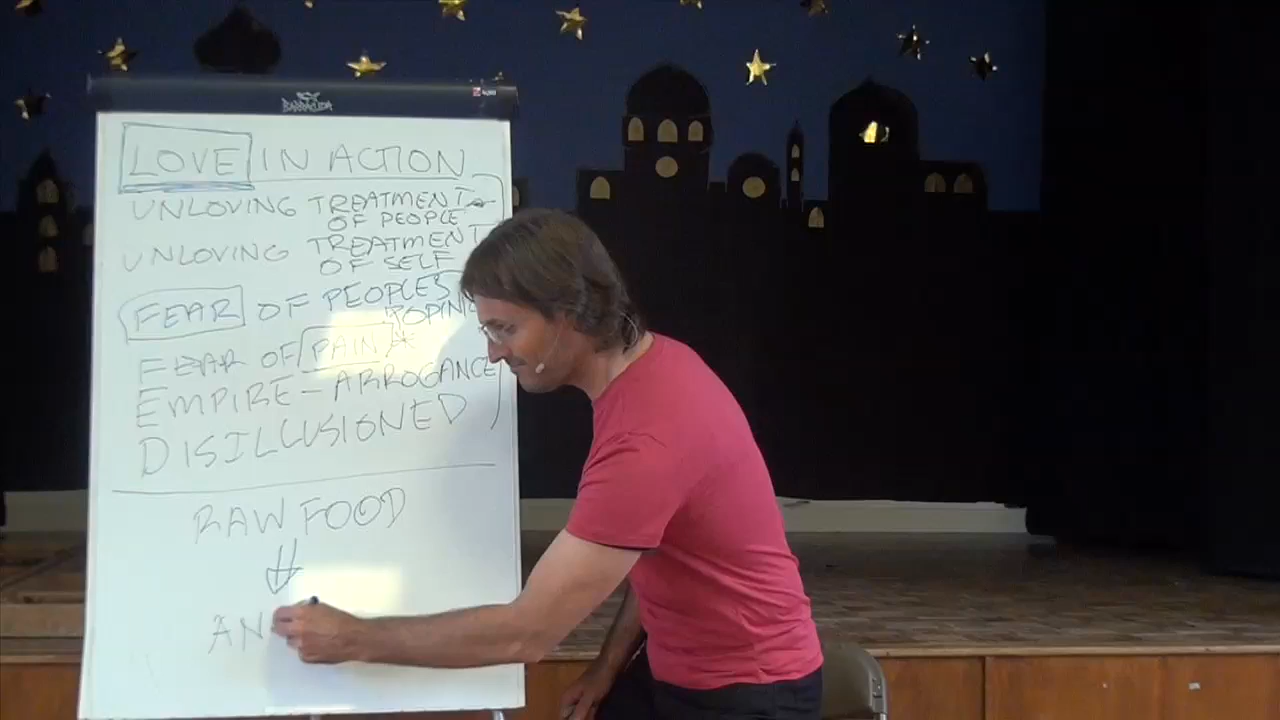 BARRACUDA
LOVE IN ACTION
UNLOVING TREATMENT
OF PEOPLE
UNLOVING TREATMENT
OF SELF
FEAR OF PEOPLES
FEAR OF PAIN *
EMPIRE - ARROGANCE
DISILLUSIONED
RAW FOOD
AN